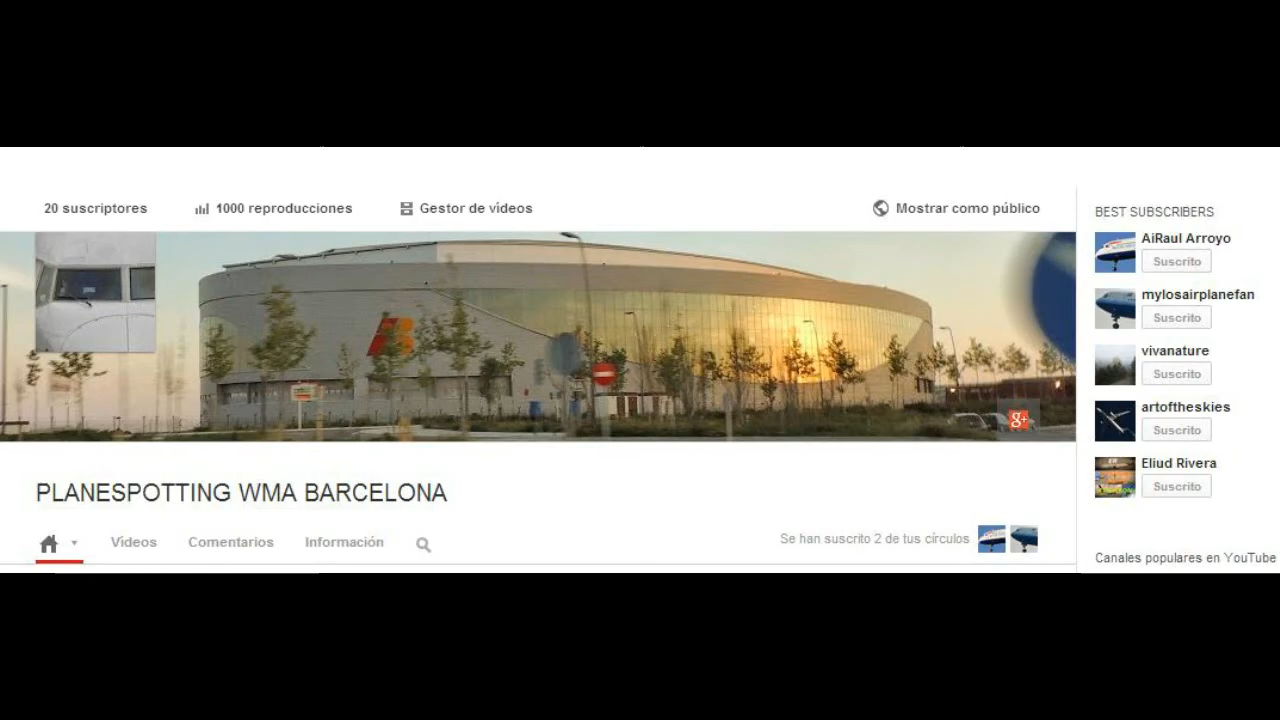 20 suscriptores
1000 reproducciones
Gestor de vídeos
Mostrar como público
g+
PLANESPOTTING WMA BARCELONA
Vídeos
Comentarios
Información
Se han suscrito 2 de tus círculos
BEST SUBSCRIBERS
AiRaul Arroyo
Suscrito
mylosairplanefan
Suscrito
vivanature
Suscrito
artoftheskies
Suscrito
Eliud Rivera
Suscrito
Canales populares en YouTube